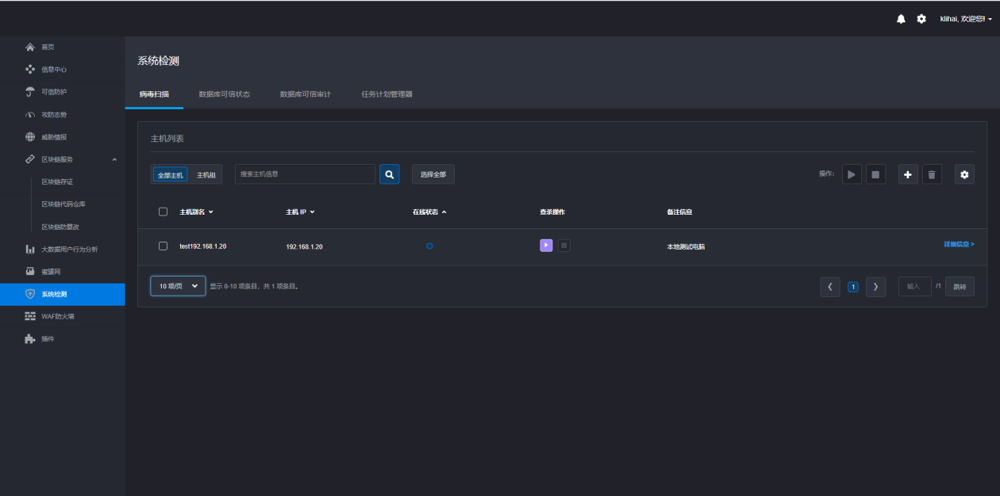 klihai, 欢迎您!
首页
信息中心
可信防护
攻防态势
威胁情报
区块链服务
区块链存证
区块链代码仓库
区块链防篡改
大数据用户行为分析
蜜罐网
系统检测
WAF防火墙
插件
系统检测
病毒扫描 数据库可信状态 数据库可信审计 任务计划管理器
主机列表
全部主机 主机组 搜索主机信息 选择全部 操作:
主机别名 主机 IP 在线状态 查杀操作 备注信息
test192.168.1.20 192.168.1.20 本地测试电脑 详细信息 >
10 项/页 显示 0-10 项条目，共 1 项条目。 1 输入 /1 跳转